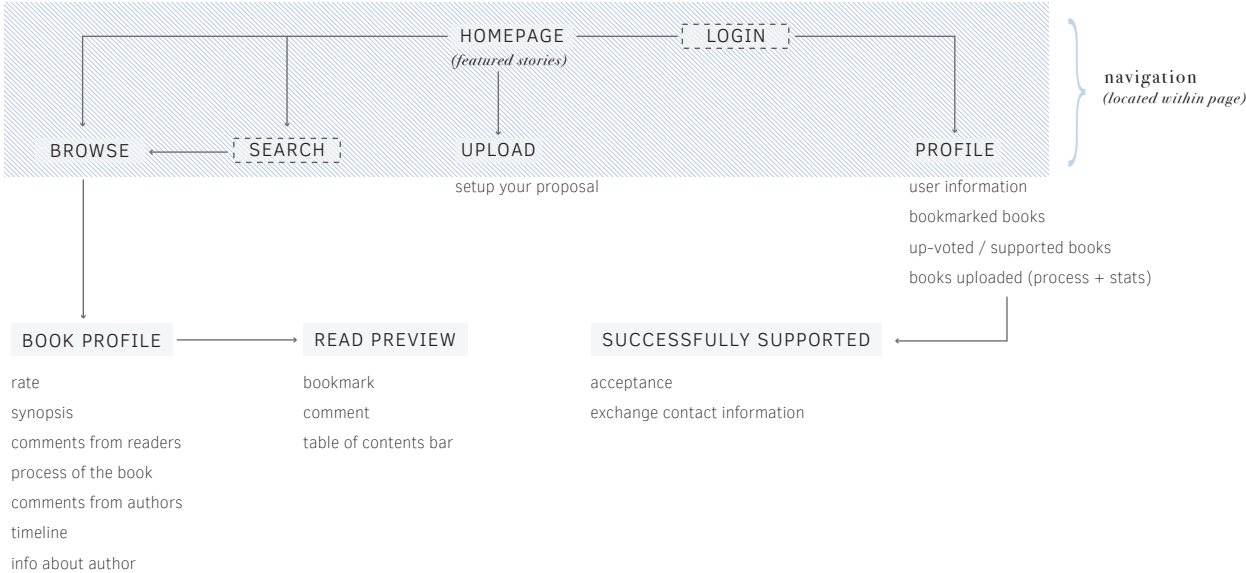 HOMEPAGE
LOGIN
(featured stories)
navigation
(located within page)
BROWSE
SEARCH
UPLOAD
PROFILE
setup your proposal
user information
bookmarked books
up-voted / supported books
books uploaded (process + stats)
BOOK PROFILE
READ PREVIEW
SUCCESSFULLY SUPPORTED
rate
synopsis
comments from readers
process of the book
comments from authors
timeline
info about author
bookmark
comment
table of contents bar
acceptance
exchange contact information